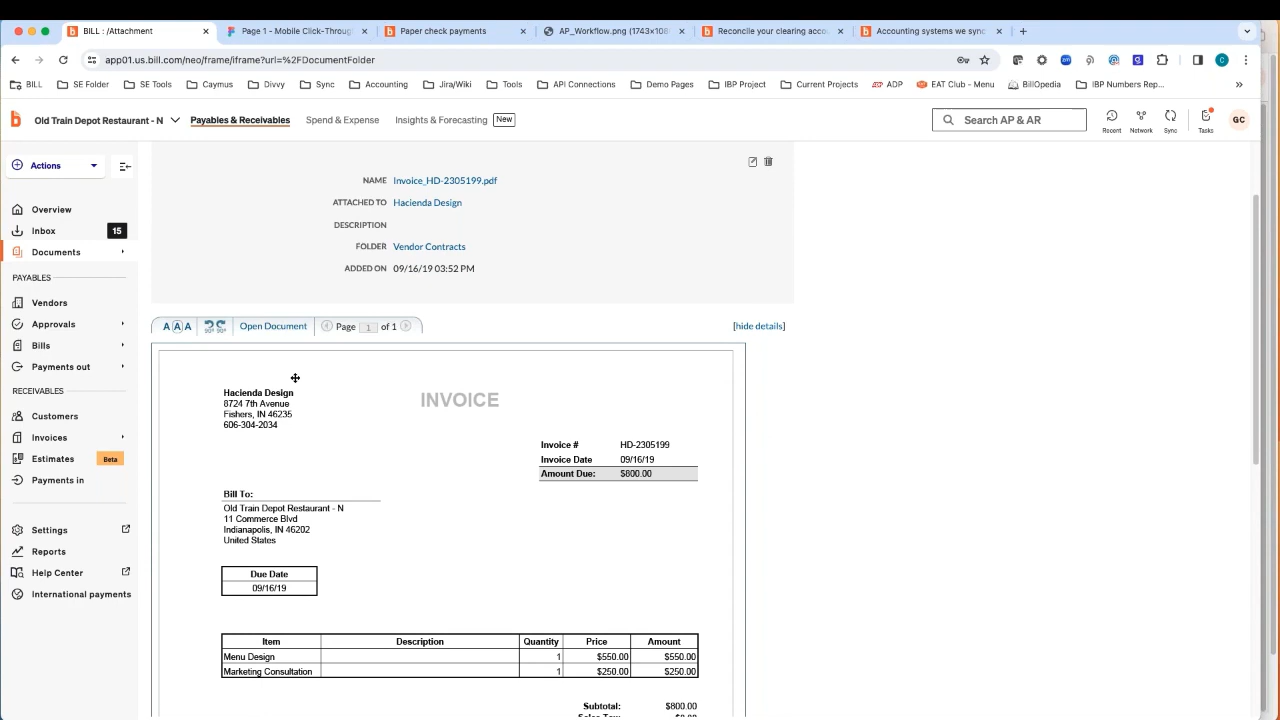 BILL : /Attachment
Page 1 - Mobile Click-Throug
Paper check payments
AP_Workflow.png (1743×108
Reconcile your clearing acco
Accounting systems we sync
app01.us.bill.com/neo/frame/iframe?url=%2FDocumentFolder
BILL
SE Folder
SE Tools
Caymus
Divvy
Sync
Accounting
Jira/Wiki
Tools
API Connections
Demo Pages
IBP Project
Current Projects
ADP
EAT Club - Menu
BillOpedia
IBP Numbers Rep...
Old Train Depot Restaurant - N
Payables & Receivables
Spend & Expense
Insights & Forecasting
New
Search AP & AR
Recent
Network
Sync
Tasks
GC
Actions
Overview
Inbox 15
Documents
PAYABLES
Vendors
Approvals
Bills
Payments out
RECEIVABLES
Customers
Invoices
Estimates Beta
Payments in
Settings
Reports
Help Center
International payments
NAME Invoice_HD-2305199.pdf
ATTACHED TO Hacienda Design
DESCRIPTION
FOLDER Vendor Contracts
ADDED ON 09/16/19 03:52 PM
A A A
Open Document
Page 1 of 1
[hide details]
Hacienda Design
8724 7th Avenue
Fishers, IN 46235
606-304-2034
INVOICE
Invoice # HD-2305199
Invoice Date 09/16/19
Amount Due: $800.00
Bill To:
Old Train Depot Restaurant - N
11 Commerce Blvd
Indianapolis, IN 46202
United States
Due Date
09/16/19
Item Description Quantity Price Amount
Menu Design 1 $550.00 $550.00
Marketing Consultation 1 $250.00 $250.00
Subtotal: $800.00